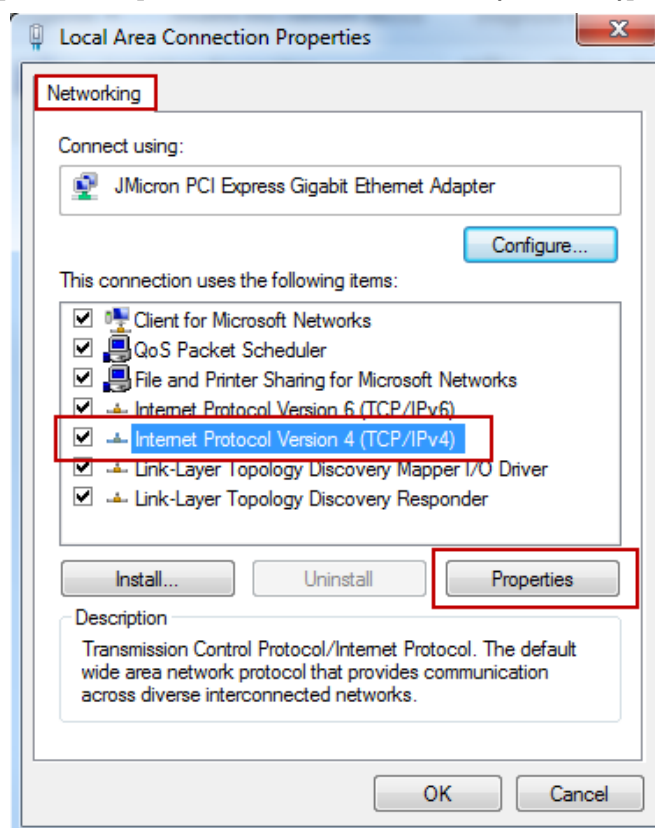 Local Area Connection Properties
Networking
Connect using:
JMicron PCI Express Gigabit Ethernet Adapter
Configure...
This connection uses the following items:
Client for Microsoft Networks
QoS Packet Scheduler
File and Printer Sharing for Microsoft Networks
Internet Protocol Version 6 (TCP/IPv6)
Internet Protocol Version 4 (TCP/IPv4)
Link-Layer Topology Discovery Mapper I/O Driver
Link-Layer Topology Discovery Responder
Install... Uninstall Properties
Description
Transmission Control Protocol/Internet Protocol. The default
wide area network protocol that provides communication
across diverse interconnected networks.
OK Cancel